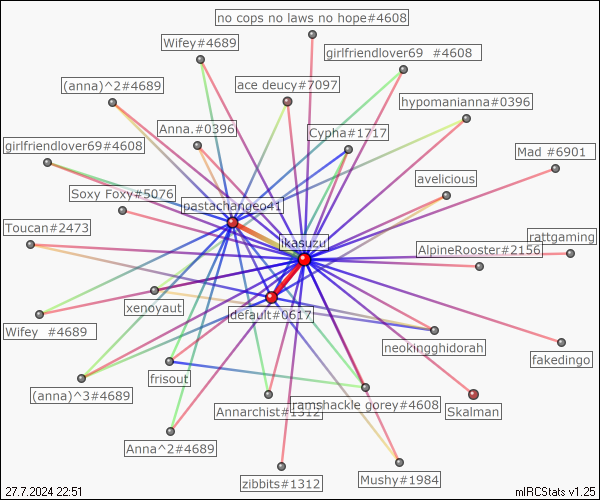 no cops no laws no hope#4608
Wifey#4689
girlfriendlover69 #4608
(anna)^2#4689
ace deucy#7097
hypomanianna#0396
Anna.#0396
Cypha#1717
girlfriendlover69#4608
Mad #6901
avelicious
Soxy Foxy#5076
pastachangeo41
Toucan#2473
ikasuzu
rattgaming
AlpineRooster#2156
xenoyaut
default#0617
Wifey #4689
neokingghidorah
fakedingo
frisout
(anna)^3#4689
Annarchist#1312
ramshackle gorey#4608
Skalman
Anna^2#4689
zibbits#1312
Mushy#1984
27.7.2024 22:51
mIRCStats v1.25